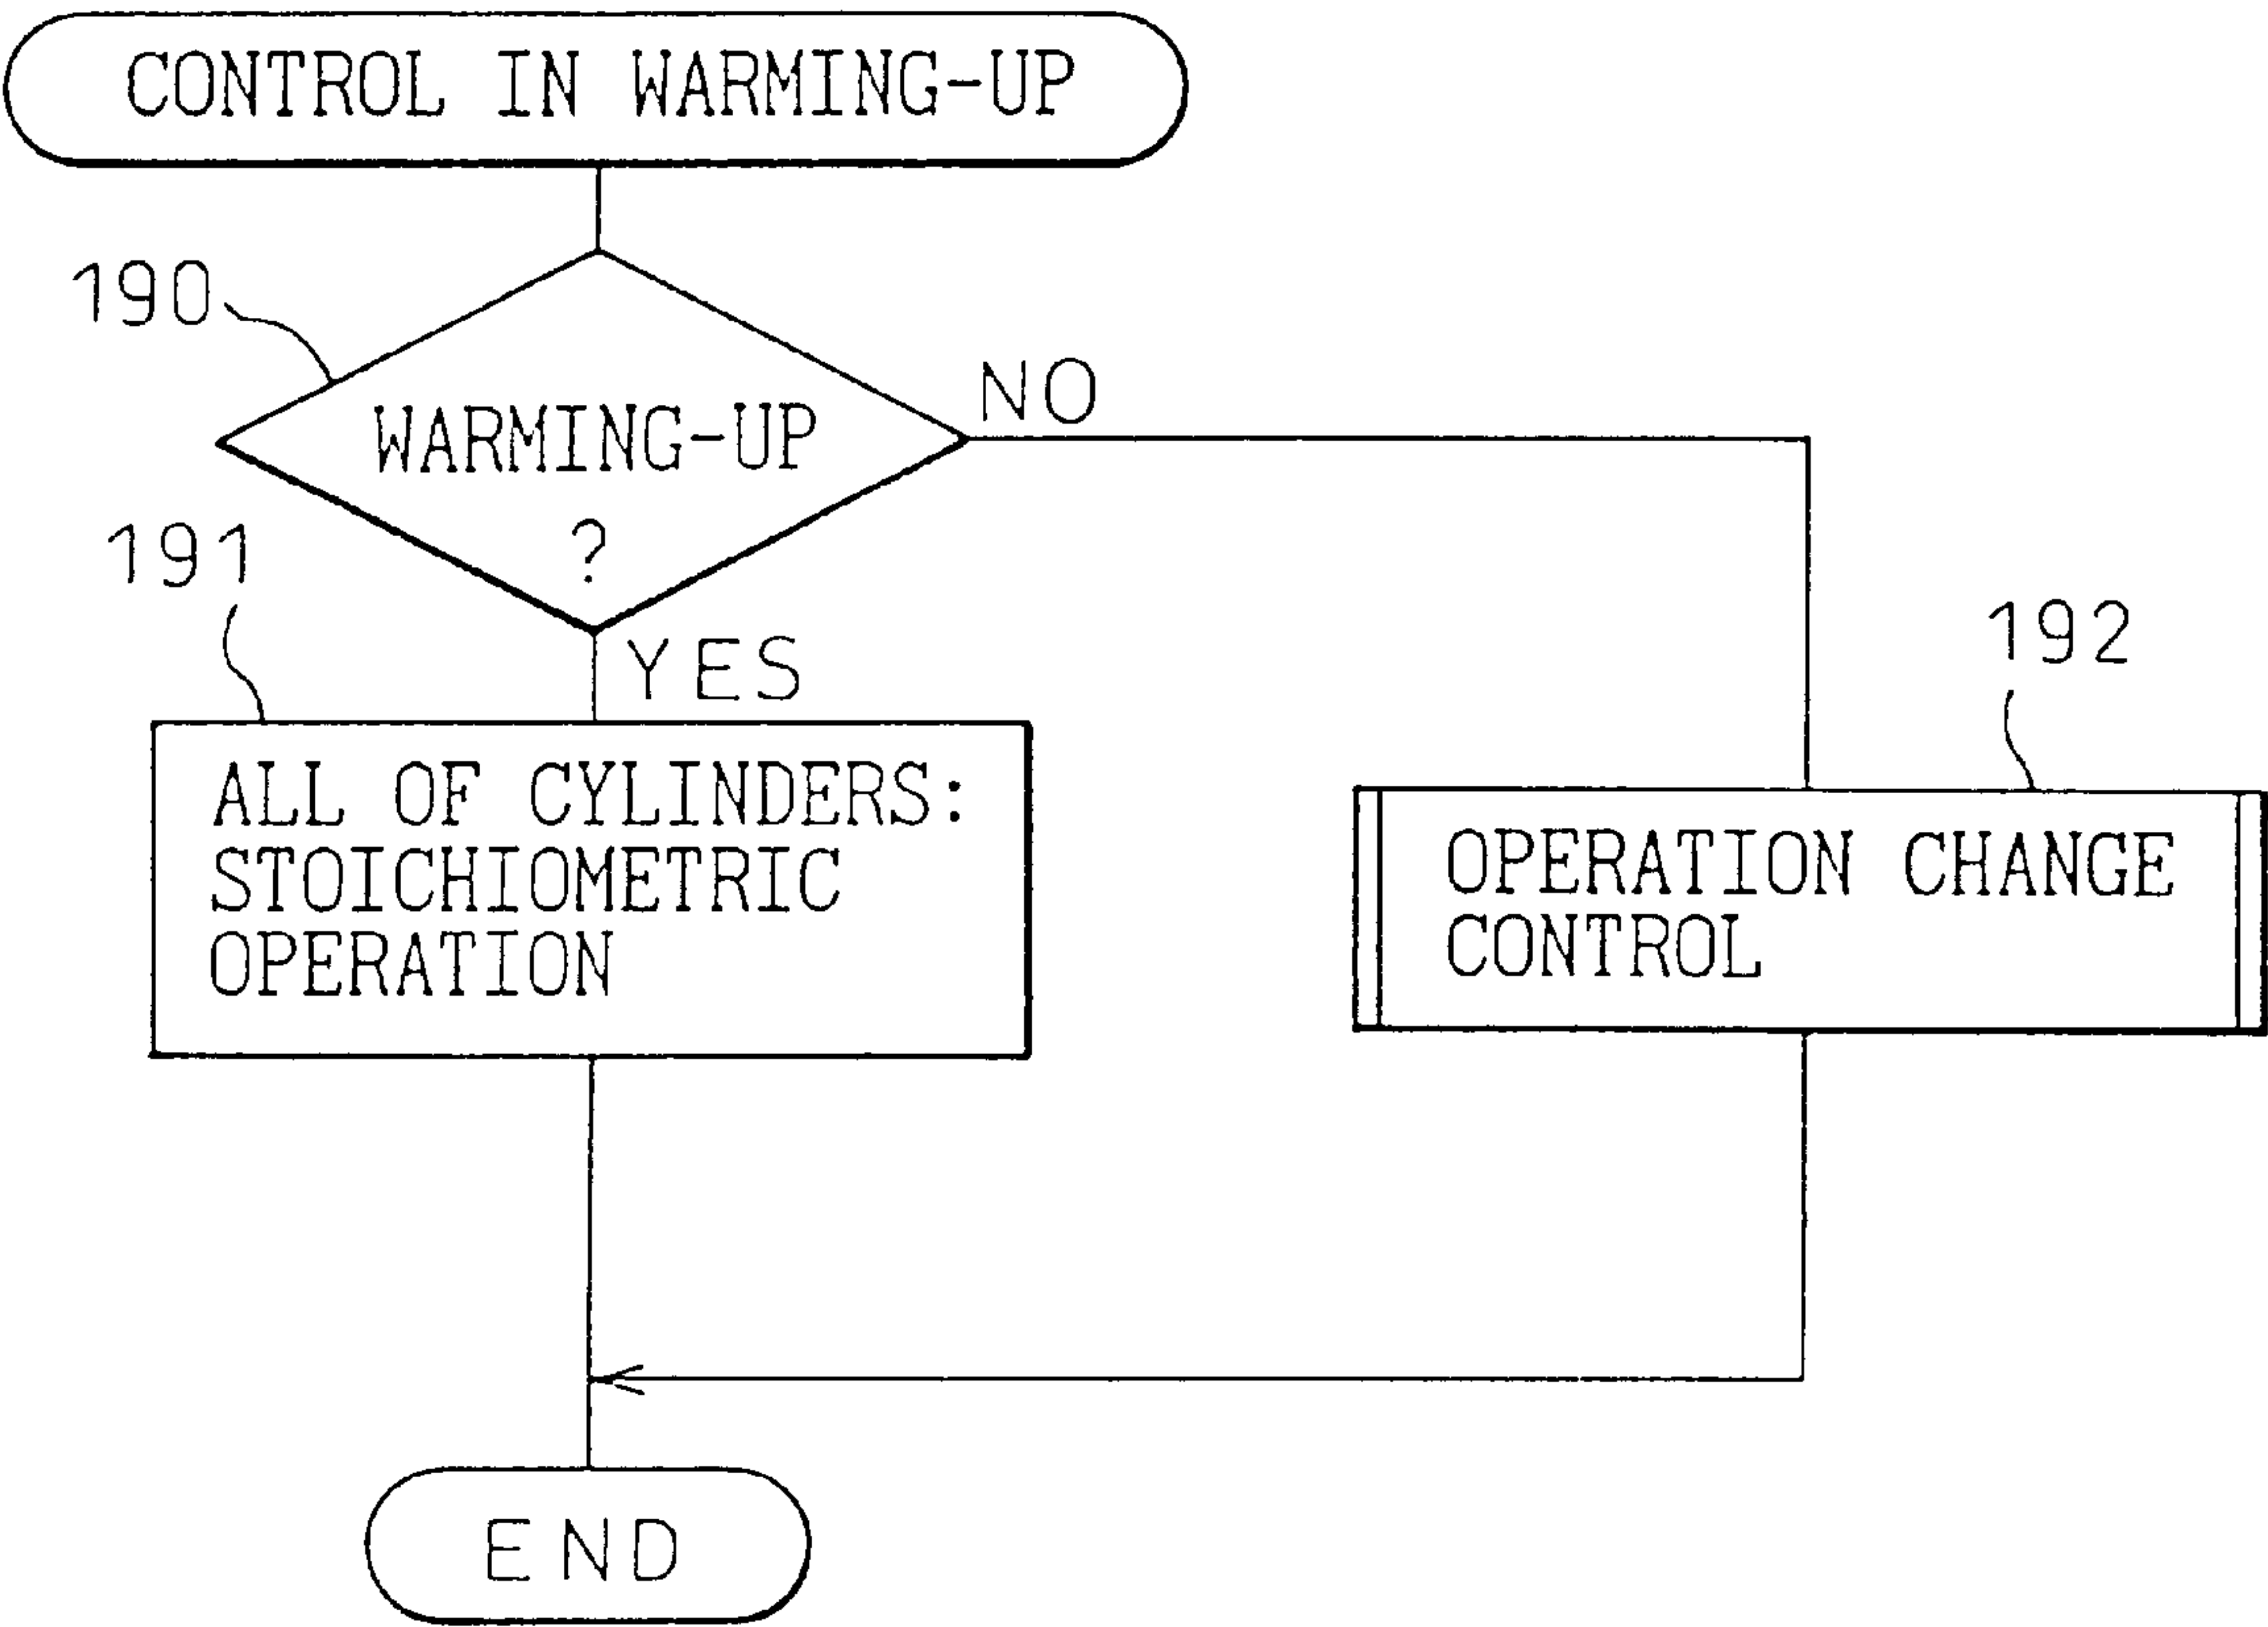 CONTROL IN WARMING-UP
190
NO
WARMING-UP
?
191
YES
192
ALL OF CYLINDERS:
STOICHIOMETRIC
OPERATION
OPERATION CHANGE
CONTROL
END